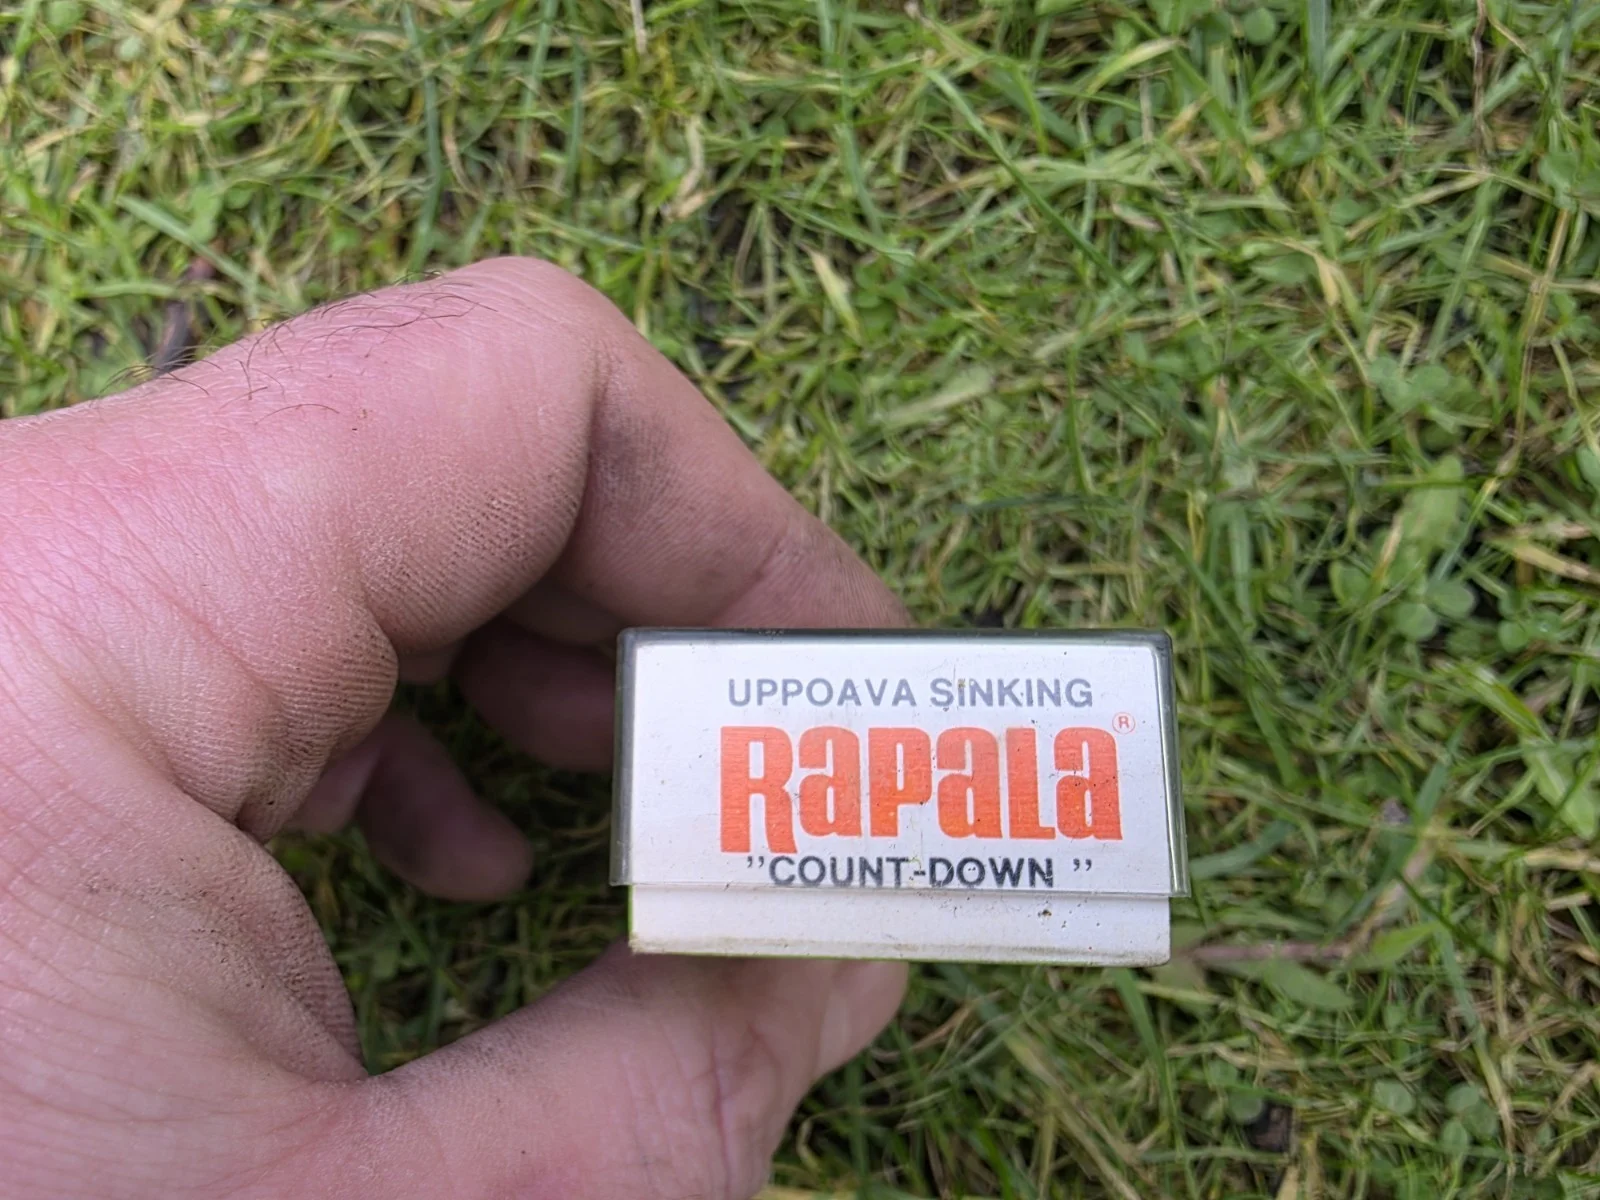 UPPOAVA SINKING
RAPALA®
”COUNT-DOWN ”